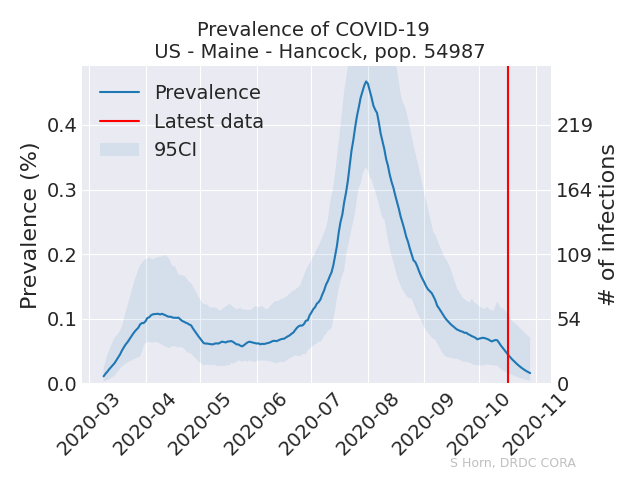 Prevalence of COVID-19
US - Maine - Hancock, pop. 54987
Prevalence
Latest data
95CI
Prevalence (%)
0.4
0.3
0.2
0.1
0.0
219
164
109
54
0
# of infections
2020-03
2020-04
2020-05
2020-06
2020-07
2020-08
2020-09
2020-10
2020-11
S Horn, DRDC CORA